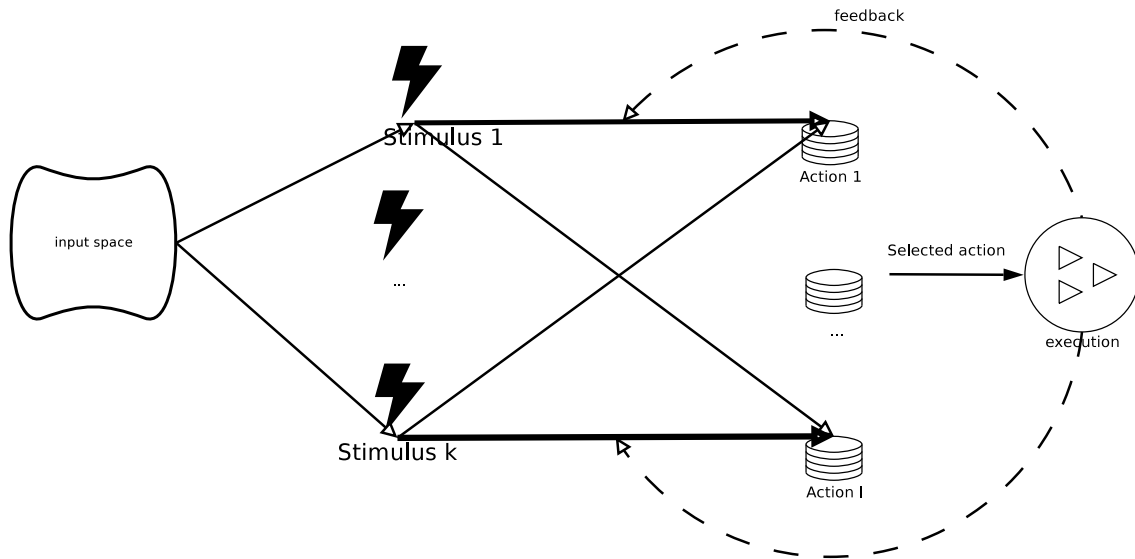 feedback
Stimulus 1
Action 1
input space
Selected action
...
...
execution
Stimulus k
Action l